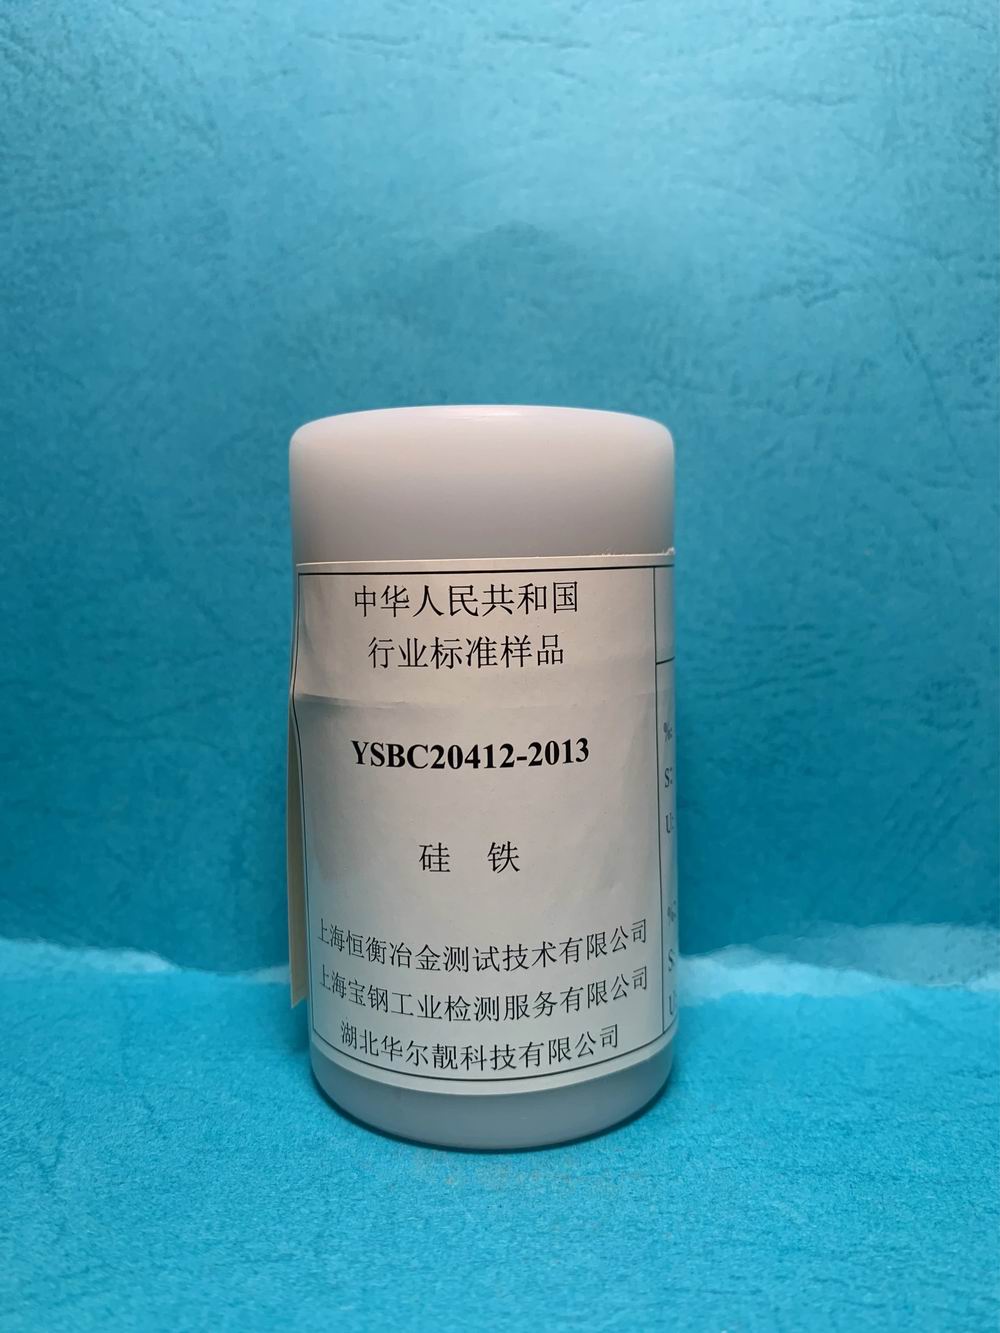 中华人民共和国
行业标准样品
YSBC20412-2013
硅 铁
上海恒衡冶金测试技术有限公司
上海宝钢工业检测服务有限公司
湖北华尔靓科技有限公司